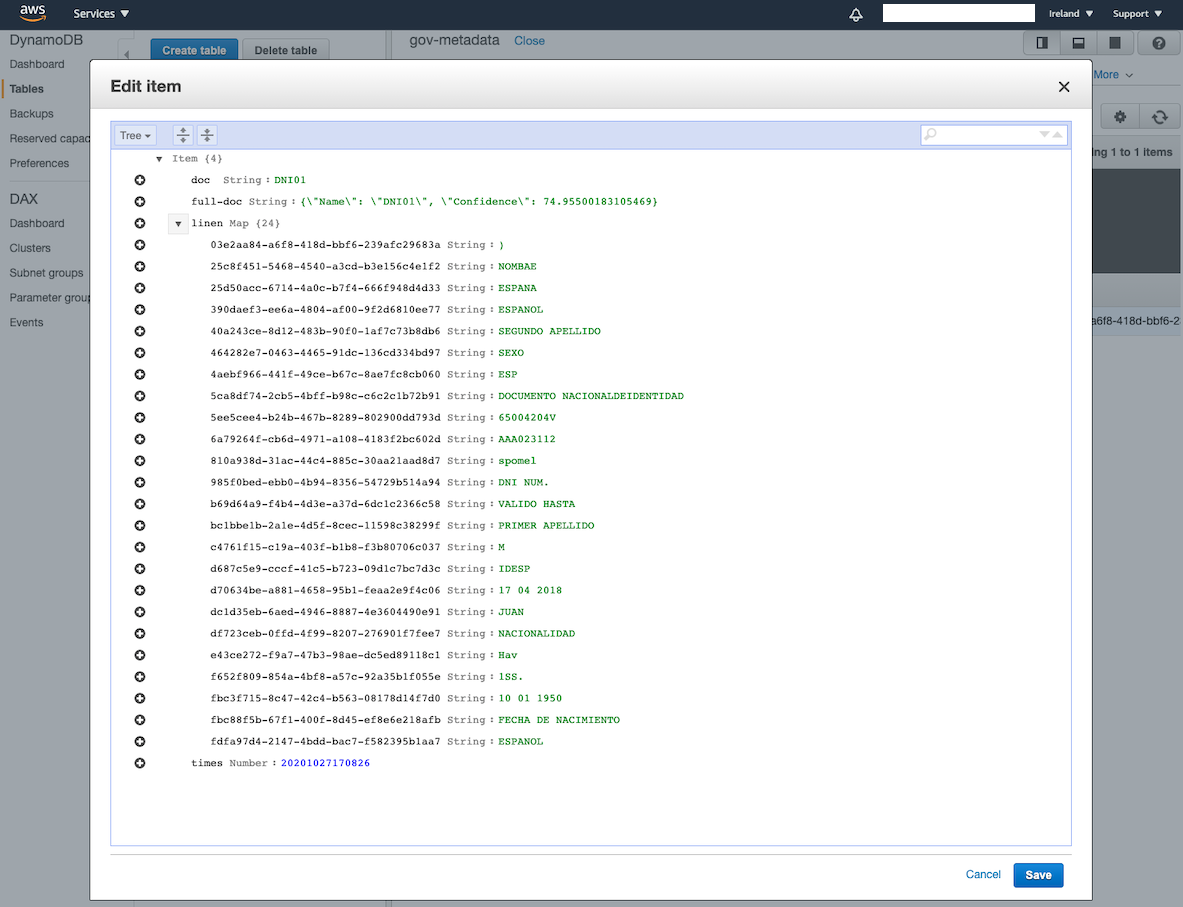 aws
Services
Ireland
Support
DynamoDB
Dashboard
Tables
Backups
Reserved capac
Preferences
DAX
Dashboard
Clusters
Subnet groups
Parameter group
Events
Create table
Delete table
gov-metadata Close
More
ing 1 to 1 items
a6f8-418d-bbf6-2
Edit item
Tree
Item {4}
doc String : DNI01
full-doc String : {\"Name\": \"DNI01\", \"Confidence\": 74.95500183105469}
linen Map {24}
03e2aa84-a6f8-418d-bbf6-239afc29683a String : )
25c8f451-5468-4540-a3cd-b3e156c4e1f2 String : NOMBAE
25d50acc-6714-4a0c-b7f4-666f948d4d33 String : ESPANA
390daef3-ee6a-4804-af00-9f2d6810ee77 String : ESPANOL
40a243ce-8d12-483b-90f0-1af7c73b8db6 String : SEGUNDO APELLIDO
464282e7-0463-4465-91dc-136cd334bd97 String : SEXO
4aebf966-441f-49ce-b67c-8ae7fc8cb060 String : ESP
5ca8df74-2cb5-4bff-b98c-c6c2c1b72b91 String : DOCUMENTO NACIONALDEIDENTIDAD
5ee5cee4-b24b-467b-8289-802900dd793d String : 65004204V
6a79264f-cb6d-4971-a108-4183f2bc602d String : AAA023112
810a938d-31ac-44c4-885c-30aa21aad8d7 String : spomel
985f0bed-ebb0-4b94-8356-54729b514a94 String : DNI NUM.
b69d64a9-f4b4-4d3e-a37d-6dc1c2366c58 String : VALIDO HASTA
bc1bbe1b-2a1e-4d5f-8cec-11598c38299f String : PRIMER APELLIDO
c4761f15-c19a-403f-b1b8-f3b80706c037 String : M
d687c5e9-cccf-41c5-b723-09d1c7bc7d3c String : IDESP
d70634be-a881-4658-95b1-feaa2e9f4c06 String : 17 04 2018
dc1d35eb-6aed-4946-8887-4e3604490e91 String : JUAN
df723ceb-0ffd-4f99-8207-276901f7fee7 String : NACIONALIDAD
e43ce272-f9a7-47b3-98ae-dc5ed89118c1 String : Hav
f652f809-854a-4bf8-a57c-92a35b1f055e String : 1SS.
fbc3f715-8c47-42c4-b563-08178d14f7d0 String : 10 01 1950
fbc88f5b-67f1-400f-8d45-ef8e6e218afb String : FECHA DE NACIMIENTO
fdfa97d4-2147-4bdd-bac7-f582395b1aa7 String : ESPANOL
times Number : 20201027170826
Cancel
Save